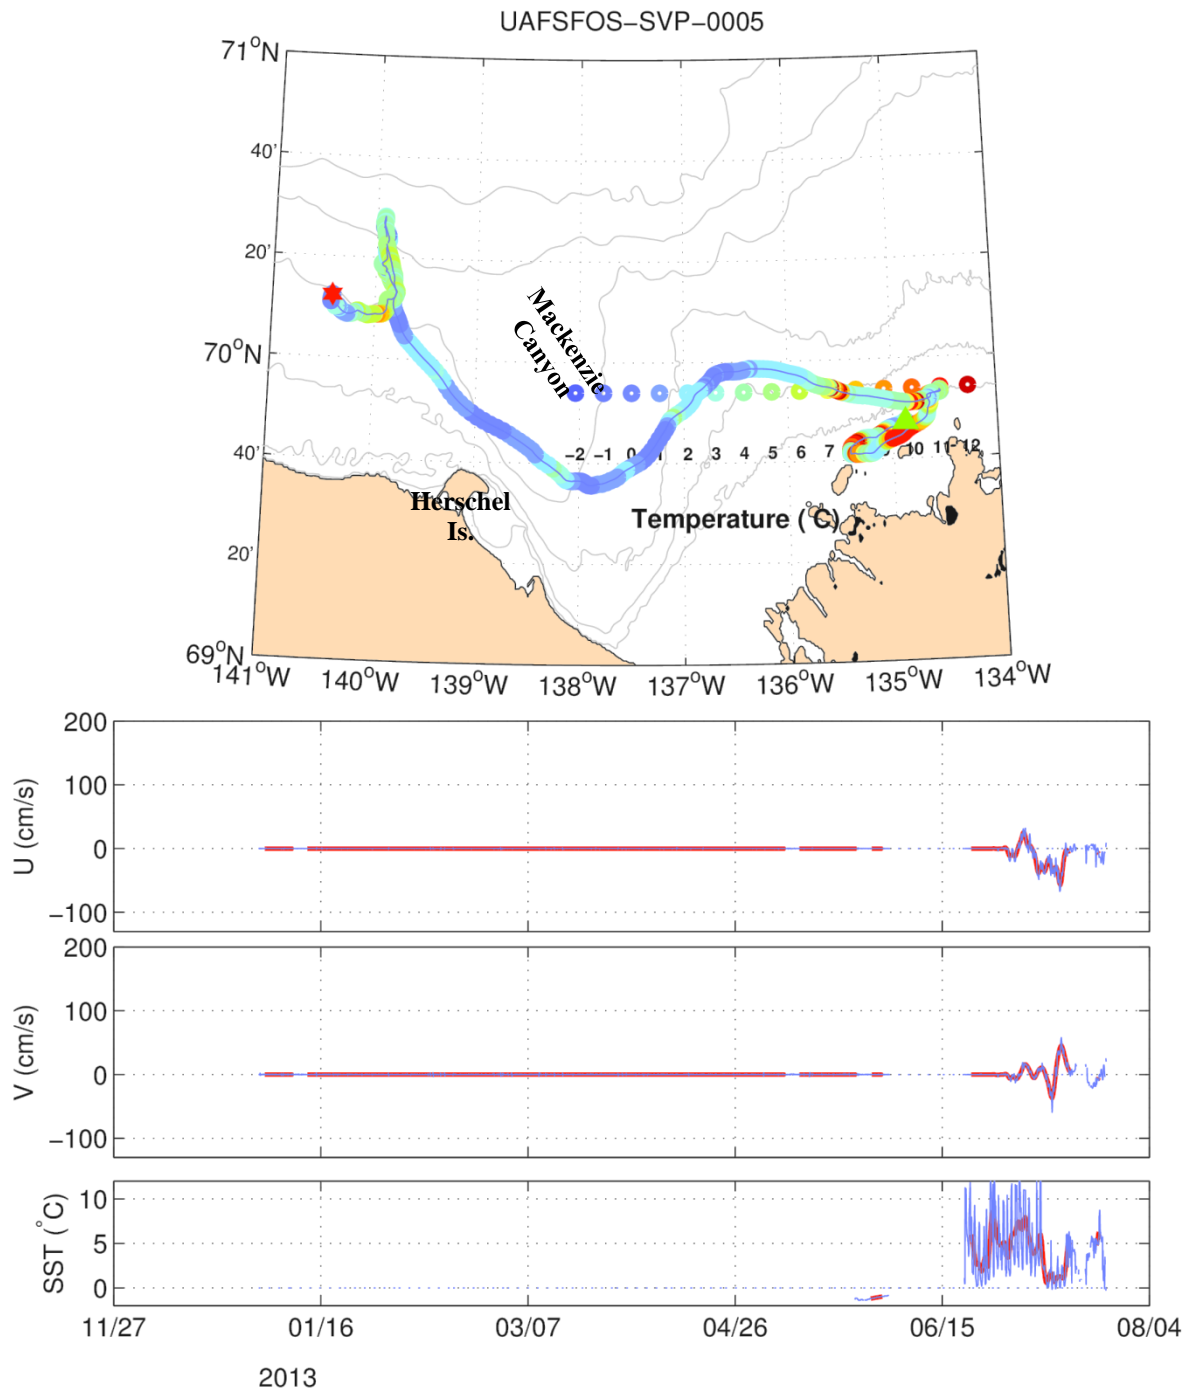 UAFSFOS−SVP−0005
71°N
40'
20'
70°N
40'
20'
69°N
Mackenzie
Canyon
Herschel
Is.
−2 −1 0 1 2 3 4 5 6 7 10 11 12
Temperature (°C)
141°W 140°W 139°W 138°W 137°W 136°W 135°W 134°W
U (cm/s)
200
100
0
−100
V (cm/s)
200
100
0
−100
SST (°C)
10
5
0
11/27 01/16 03/07 04/26 06/15 08/04
2013